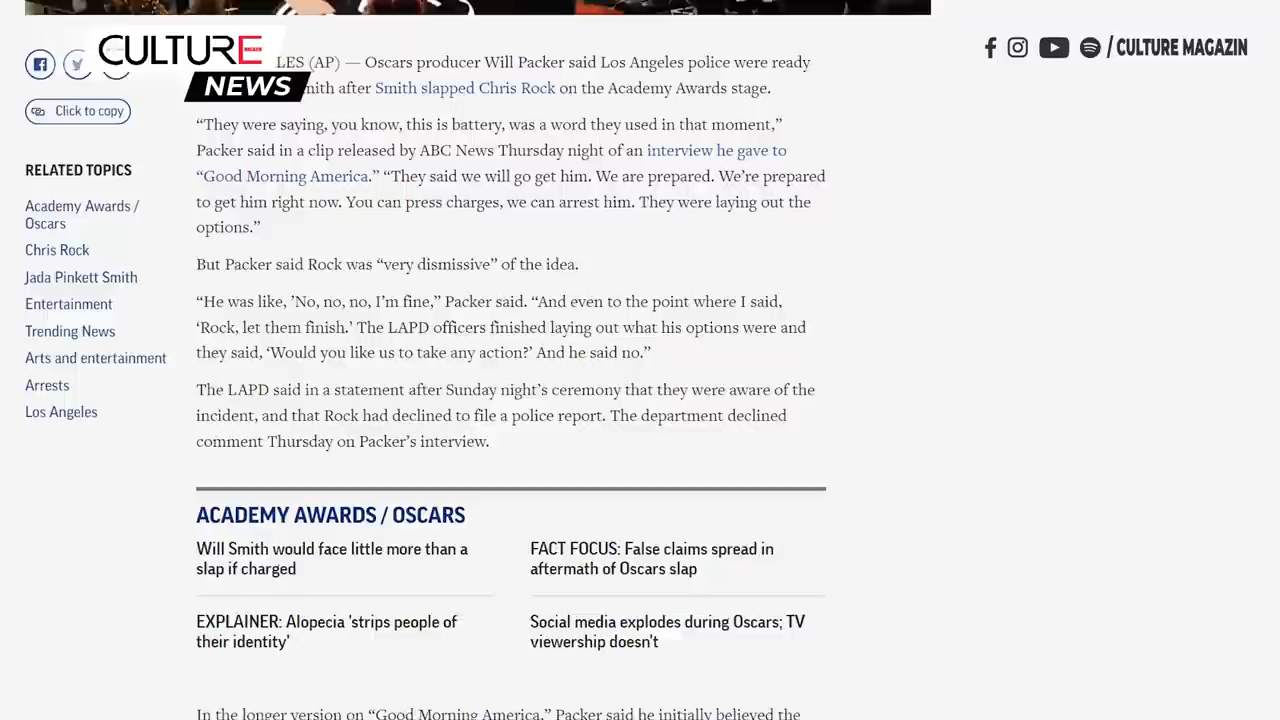 CULTURE
NEWS
/ CULTURE MAGAZIN
Click to copy
RELATED TOPICS
Academy Awards /
Oscars
Chris Rock
Jada Pinkett Smith
Entertainment
Trending News
Arts and entertainment
Arrests
Los Angeles
LES (AP) — Oscars producer Will Packer said Los Angeles police were ready
after Smith slapped Chris Rock on the Academy Awards stage.
“They were saying, you know, this is battery, was a word they used in that moment,”
Packer said in a clip released by ABC News Thursday night of an interview he gave to
“Good Morning America.” “They said we will go get him. We are prepared. We’re prepared
to get him right now. You can press charges, we can arrest him. They were laying out the
options.”
But Packer said Rock was “very dismissive” of the idea.
“He was like, ’No, no, no, I’m fine,” Packer said. “And even to the point where I said,
‘Rock, let them finish.’ The LAPD officers finished laying out what his options were and
they said, ‘Would you like us to take any action?’ And he said no.”
The LAPD said in a statement after Sunday night’s ceremony that they were aware of the
incident, and that Rock had declined to file a police report. The department declined
comment Thursday on Packer’s interview.
ACADEMY AWARDS / OSCARS
Will Smith would face little more than a
slap if charged
FACT FOCUS: False claims spread in
aftermath of Oscars slap
EXPLAINER: Alopecia 'strips people of
their identity'
Social media explodes during Oscars; TV
viewership doesn't
In the longer version on “Good Morning America,” Packer said he initially believed the